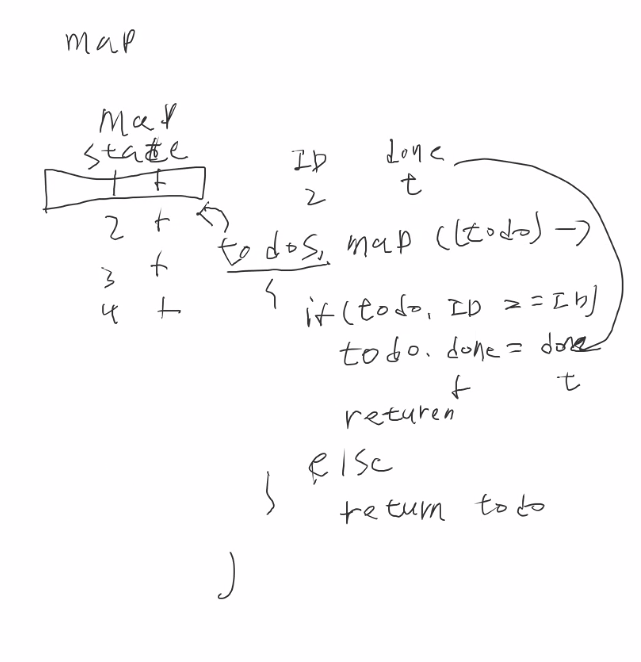 map
map
state
1 t
2 t
3 t
4 t
ID done
2 t
todos, map ((todo) ->
{
if (todo. ID >= ID)
todo. done = done
t t
returen
else
return todo
}
)